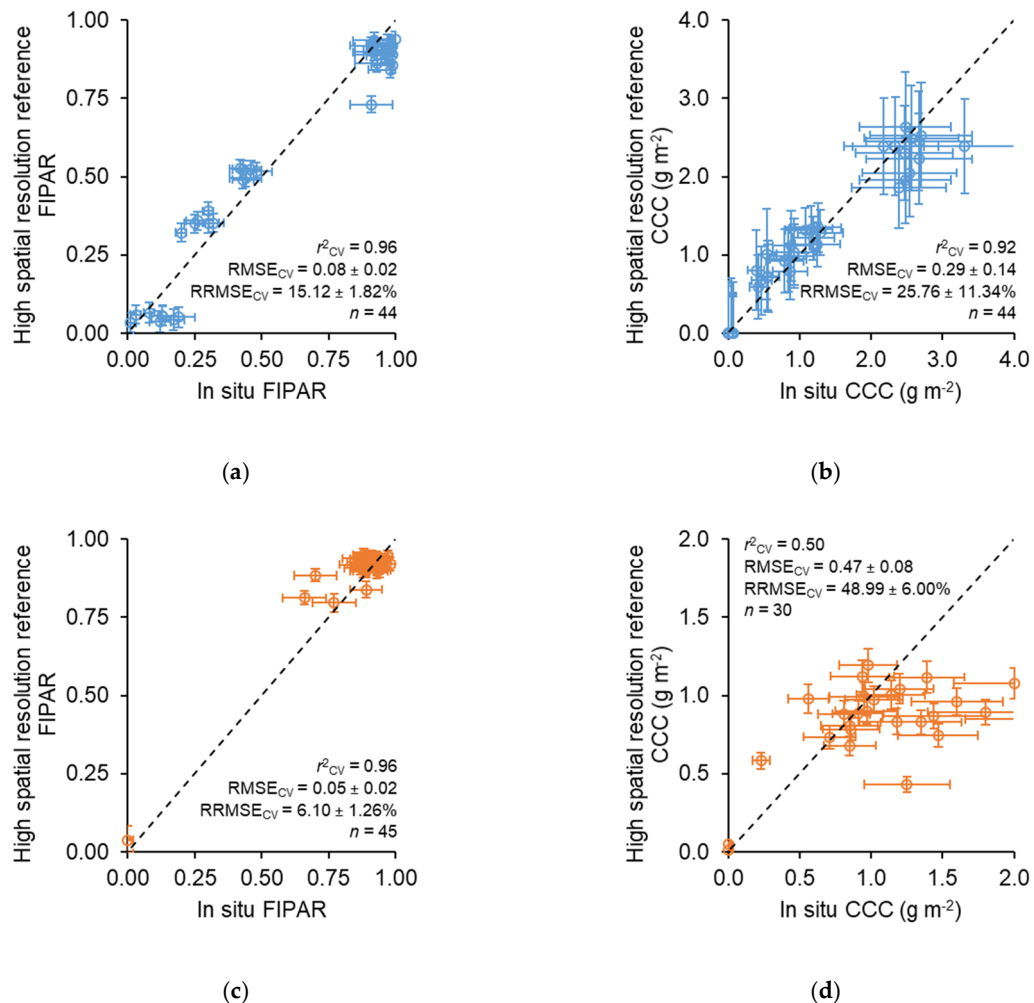 High spatial resolution reference
FIPAR
1.00
0.75
0.50
0.25
0.00
r²CV = 0.96
RMSECV = 0.08 ± 0.02
RRMSECV = 15.12 ± 1.82%
n = 44
0.00 0.25 0.50 0.75 1.00
In situ FIPAR
(a)
High spatial resolution reference
CCC (g m⁻²)
4.0
3.0
2.0
1.0
0.0
r²CV = 0.92
RMSECV = 0.29 ± 0.14
RRMSECV = 25.76 ± 11.34%
n = 44
0.0 1.0 2.0 3.0 4.0
In situ CCC (g m⁻²)
(b)
High spatial resolution reference
FIPAR
1.00
0.75
0.50
0.25
0.00
r²CV = 0.96
RMSECV = 0.05 ± 0.02
RRMSECV = 6.10 ± 1.26%
n = 45
0.00 0.25 0.50 0.75 1.00
In situ FIPAR
(c)
High spatial resolution reference
CCC (g m⁻²)
2.0
1.5
1.0
0.5
0.0
r²CV = 0.50
RMSECV = 0.47 ± 0.08
RRMSECV = 48.99 ± 6.00%
n = 30
0.0 0.5 1.0 1.5 2.0
In situ CCC (g m⁻²)
(d)